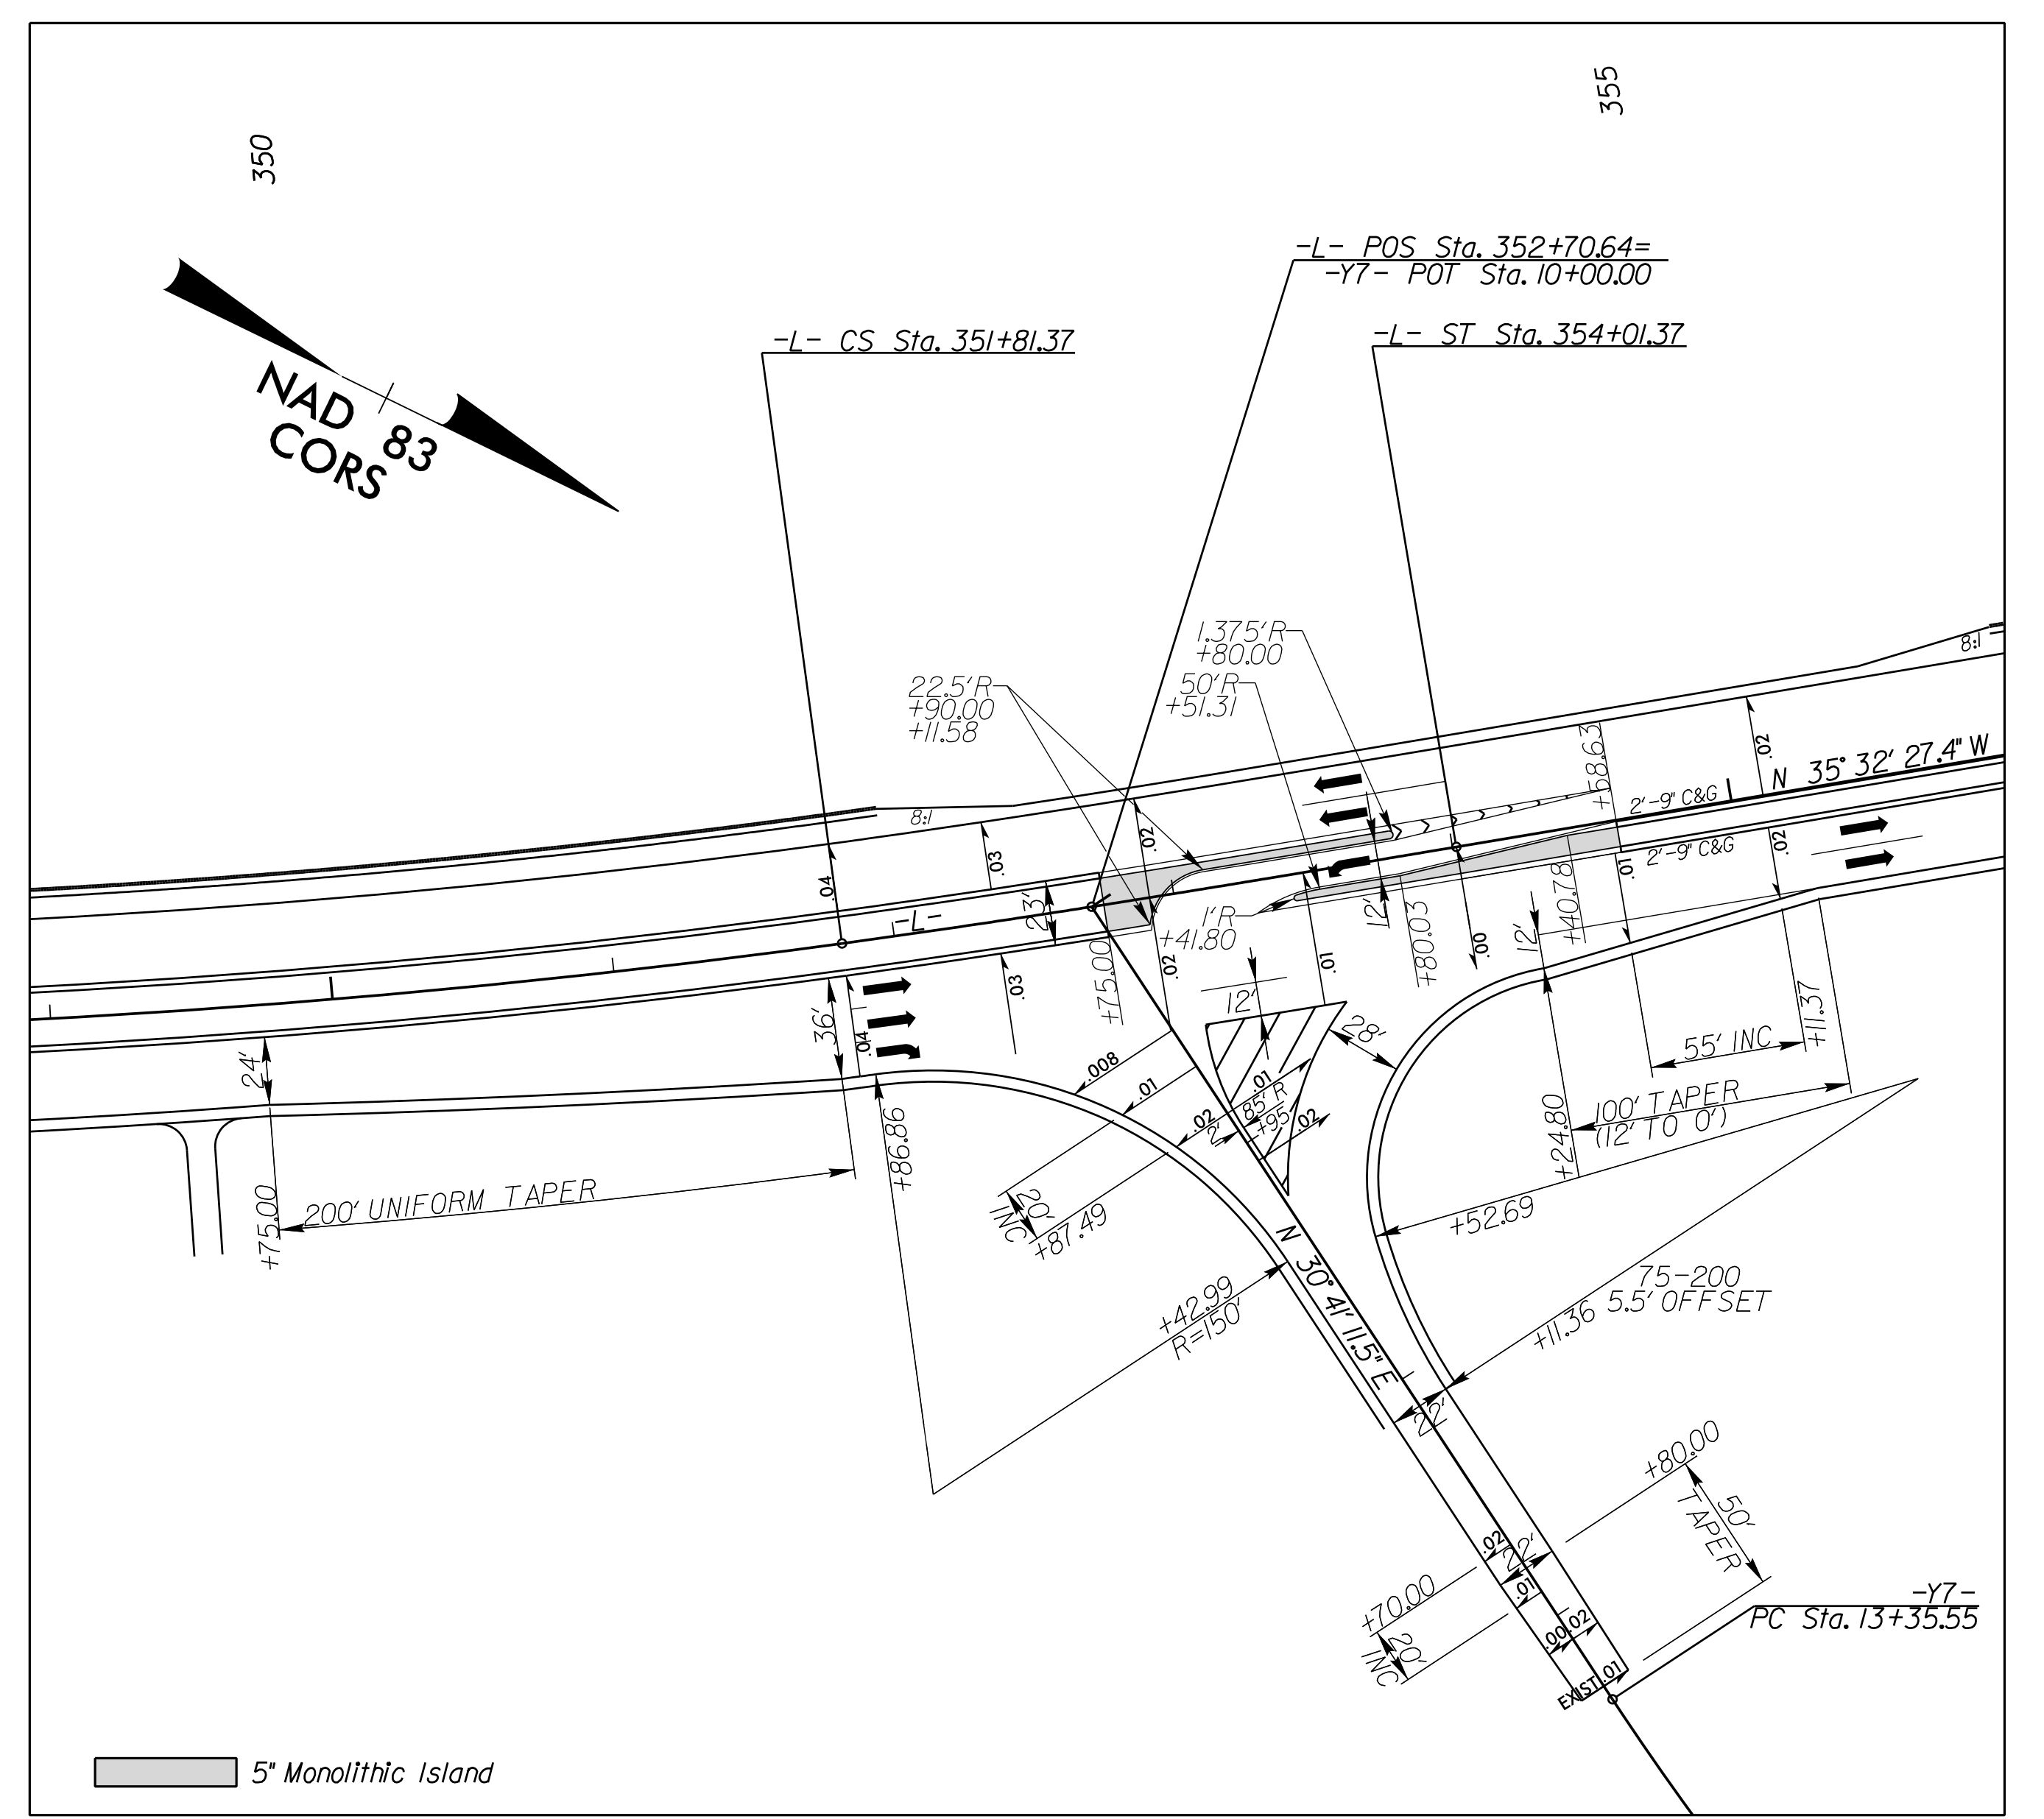 350
355
NAD 83
CORS
-L- POS Sta. 352+70.64=
-Y7- POT Sta. 10+00.00
-L- CS Sta. 351+81.37
-L- ST Sta. 354+01.37
1.375'R
+80.00
50'R
+51.31
22.5'R
+90.00
+11.58
8:1
8:1
.04
.03
.02
+58.63
.02
2'-9" C&G
N 35° 32' 27.4" W
2'-9" C&G
-L-
23'
+75.00
.03
.02
1'R
+41.80
.01
12'
+80.03
.00
12'
+40.78
.01
.02
24'
36'
.04
12'
28'
55' INC
+11.37
100' TAPER
(12' TO 0')
+24.80
+75.00
200' UNIFORM TAPER
+86.86
.008
.01
.02
2'
.01
85' R
+95
.02
20'
INC
+87.49
+52.69
N 30° 41' 11.5" E
+42.99
R=150'
75-200
5.5' OFFSET
+11.36
22'
+80.00
50'
TAPER
.02
22'
.01
.00
.02
+70.00
20'
INC
EXIST.
.01
-Y7-
PC Sta. 13+35.55
5" Monolithic Island